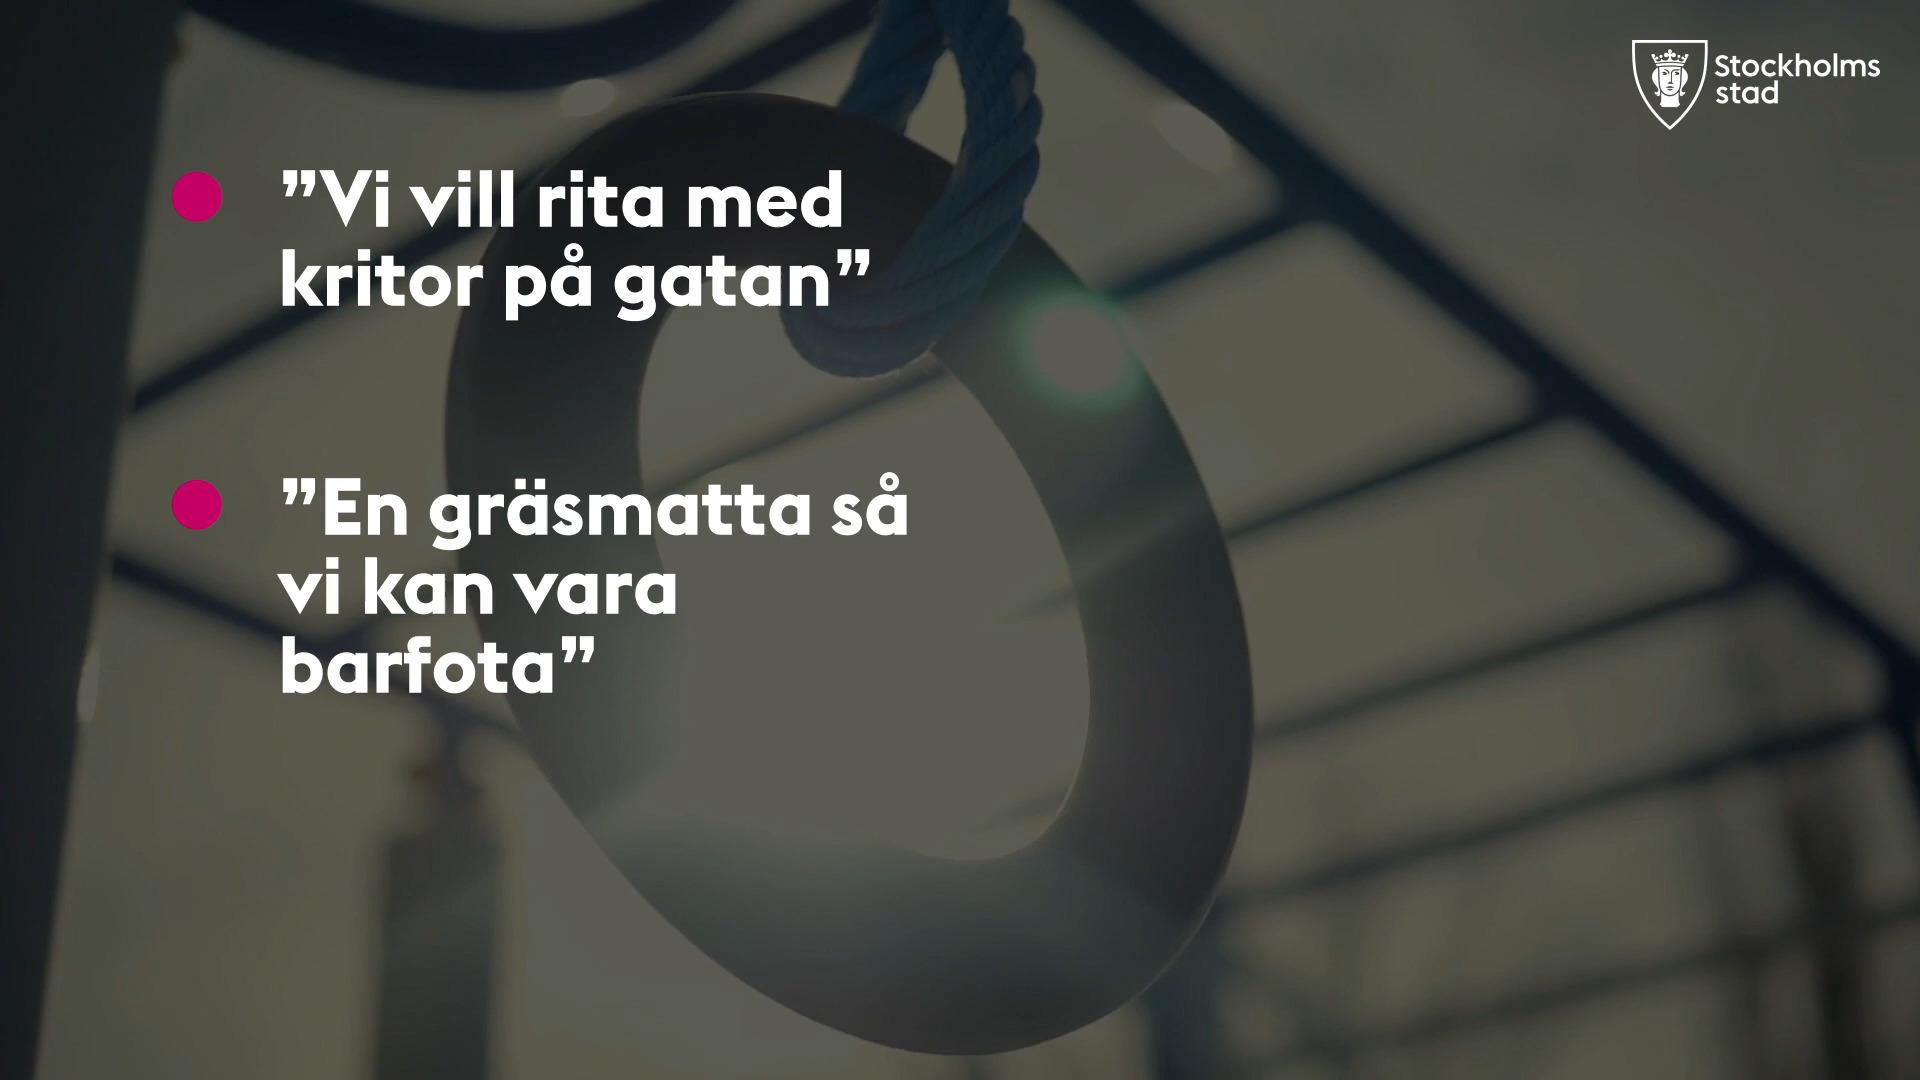 Stockholms
stad
”Vi vill rita med
kritor på gatan”
”En gräsmatta så
vi kan vara
barfota”